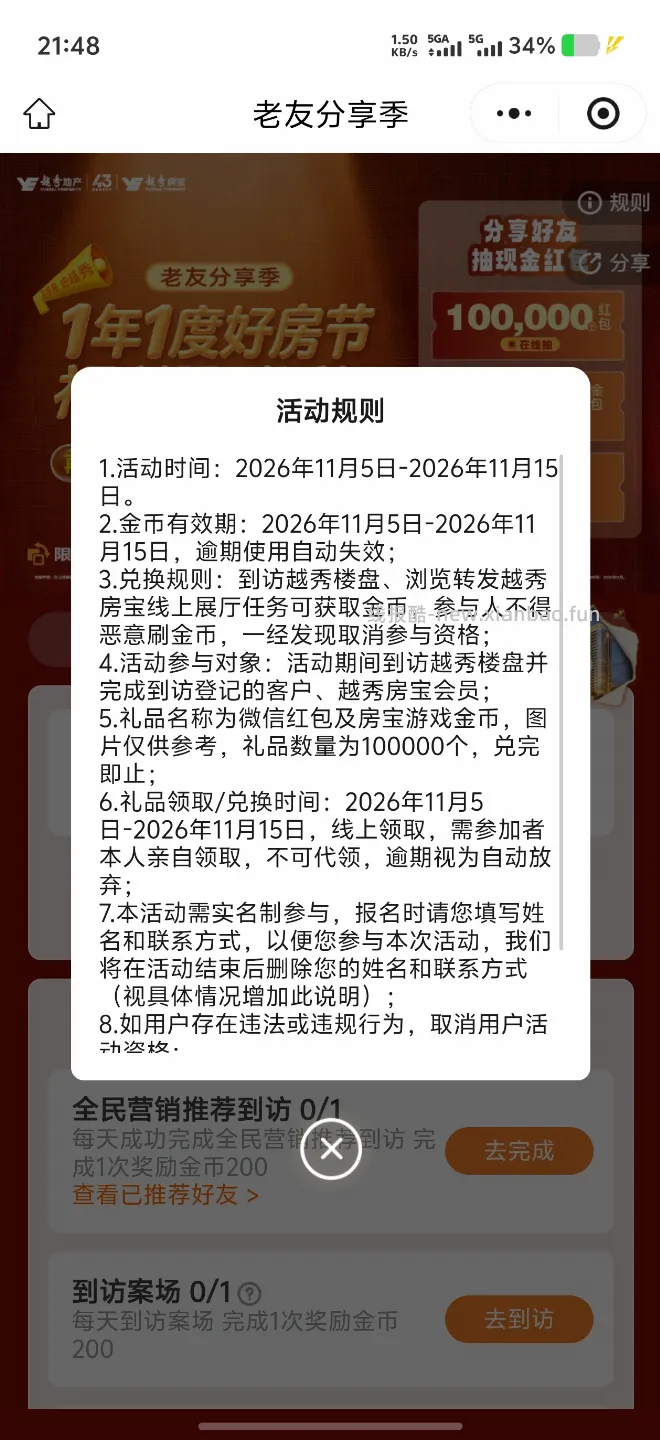 21:48
1.50 KB/s 5GA 5G 34%
老友分享季
越秀地产 43 越秀房宝
规则
分享好友
抽现金红
分享
老友分享季
1年1度好房节
100,000 红包
在线抽
限
活动规则
1.活动时间：2026年11月5日-2026年11月15
日。
2.金币有效期：2026年11月5日-2026年11
月15日，逾期使用自动失效；
3.兑换规则：到访越秀楼盘、浏览转发越秀
房宝线上展厅任务可获取金币，参与人不得
线报酷-new.xianbao.fun
恶意刷金币，一经发现取消参与资格；
4.活动参与对象：活动期间到访越秀楼盘并
完成到访登记的客户、越秀房宝会员；
5.礼品名称为微信红包及房宝游戏金币，图
片仅供参考，礼品数量为100000个，兑完
即止；
6.礼品领取/兑换时间：2026年11月5
日-2026年11月15日，线上领取，需参加者
本人亲自领取，不可代领，逾期视为自动放
弃；
7.本活动需实名制参与，报名时请您填写姓
名和联系方式，以便您参与本次活动，我们
将在活动结束后删除您的姓名和联系方式
（视具体情况增加此说明）；
8.如用户存在违法或违规行为，取消用户活
动资格；
全民营销推荐到访 0/1
每天成功完成全民营销推荐到访 完
成1次奖励金币200
查看已推荐好友 >
去完成
到访案场 0/1
每天到访案场 完成1次奖励金币
200
去到访